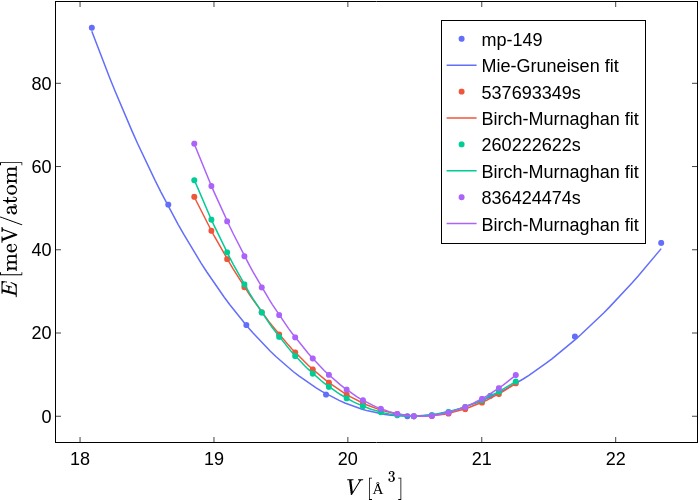 mp-149
Mie-Gruneisen fit
537693349s
Birch-Murnaghan fit
260222622s
Birch-Murnaghan fit
836424474s
Birch-Murnaghan fit
80
60
40
20
0
E [meV/atom]
18 19 20 21 22
V [Å³]